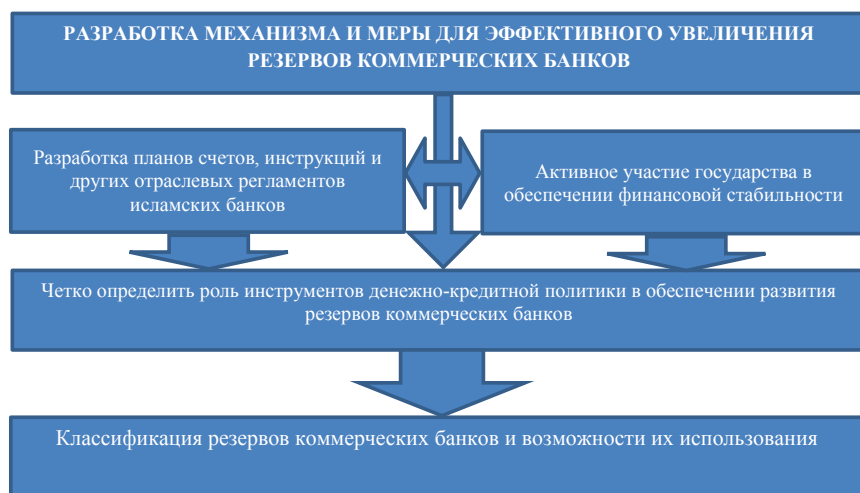 РАЗРАБОТКА МЕХАНИЗМА И МЕРЫ ДЛЯ ЭФФЕКТИВНОГО УВЕЛИЧЕНИЯ
РЕЗЕРВОВ КОММЕРЧЕСКИХ БАНКОВ
Разработка планов счетов, инструкций и
других отраслевых регламентов
исламских банков
Активное участие государства в
обеспечении финансовой стабильности
Четко определить роль инструментов денежно-кредитной политики в обеспечении развития
резервов коммерческих банков
Классификация резервов коммерческих банков и возможности их использования